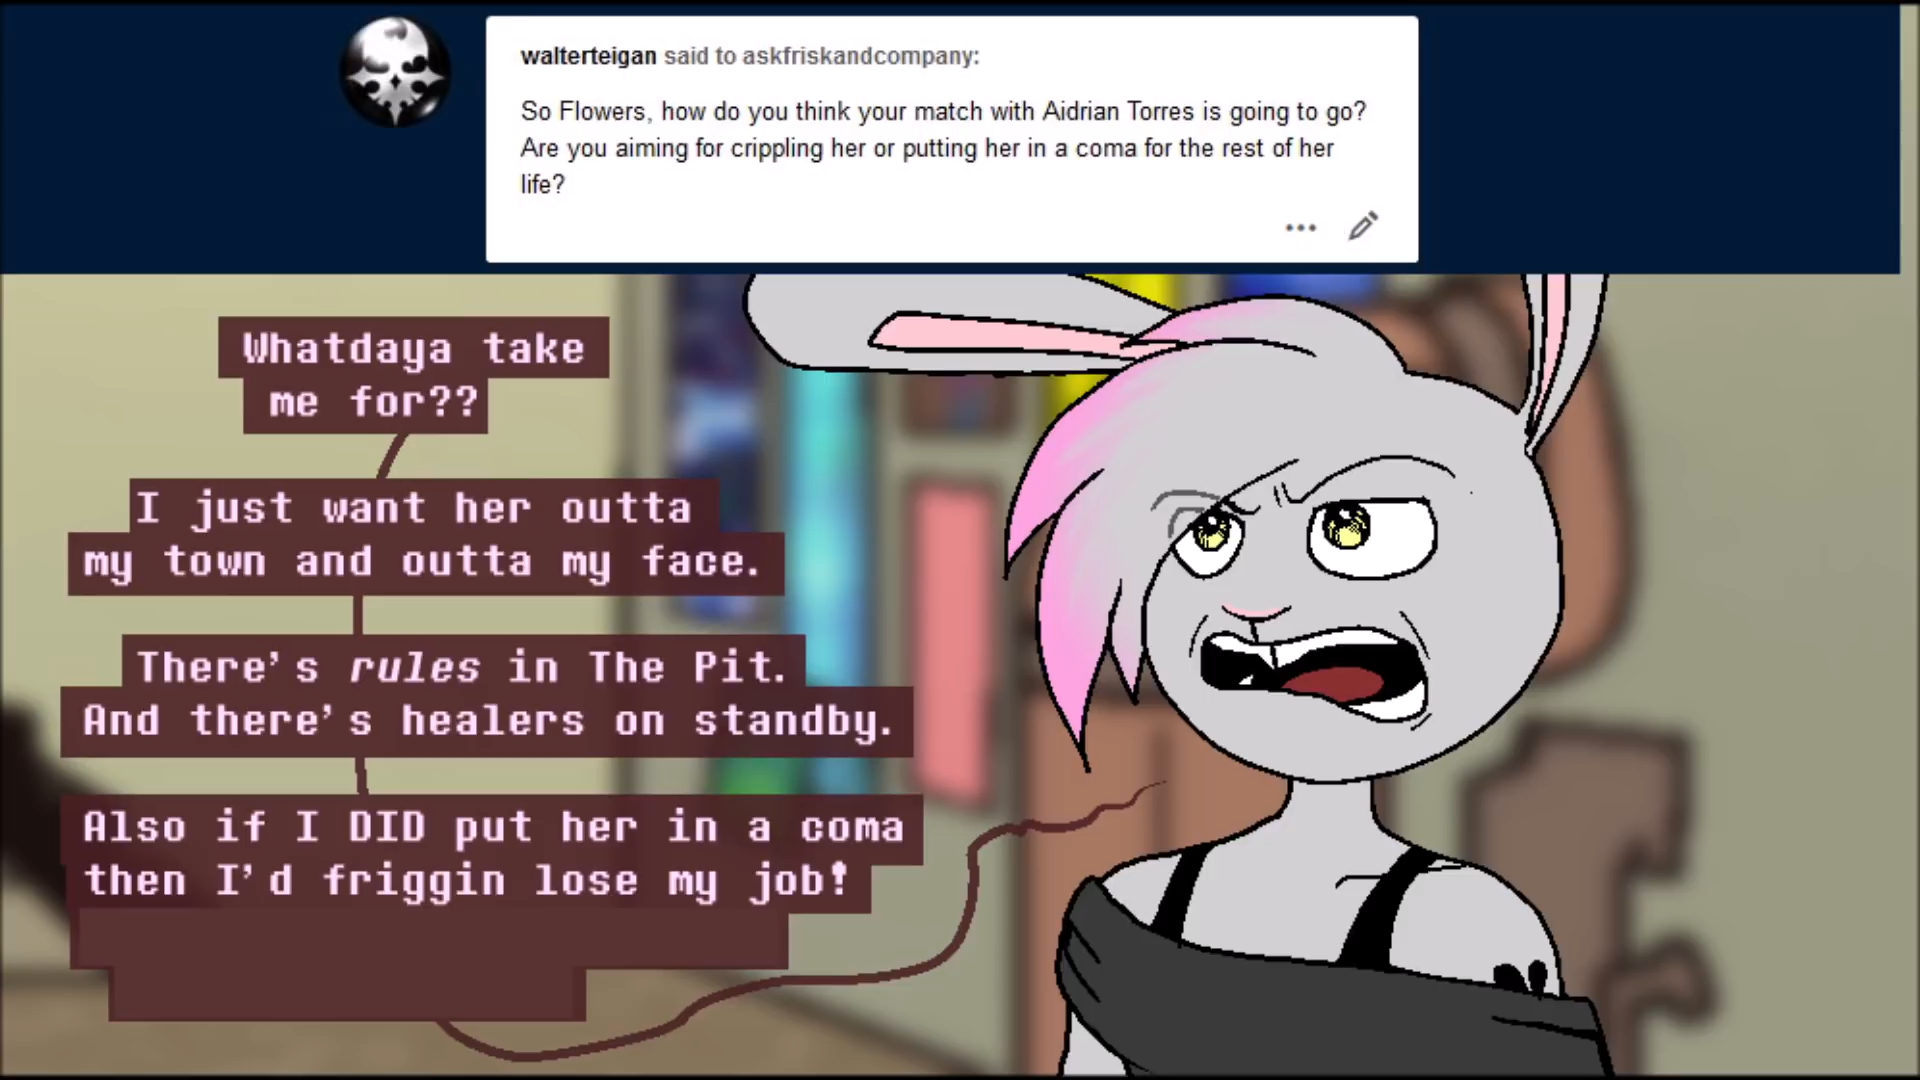 walterteigan said to askfriskandcompany:
So Flowers, how do you think your match with Aidrian Torres is going to go?
Are you aiming for crippling her or putting her in a coma for the rest of her
life?
Whatdaya take
me for??
I just want her outta
my town and outta my face.
There's rules in The Pit.
And there's healers on standby.
Also if I DID put her in a coma
then I'd friggin lose my job!